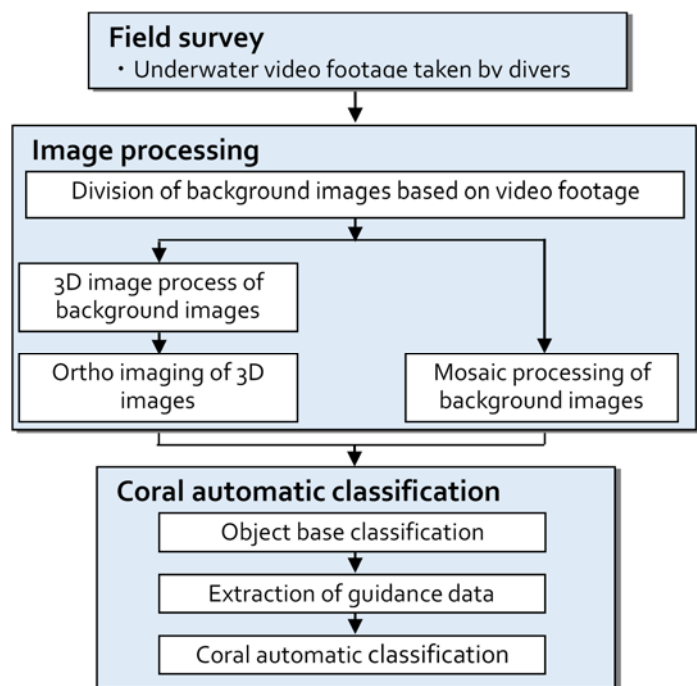 Field survey
・Underwater video footage taken by divers
Image processing
Division of background images based on video footage
3D image process of
background images
Ortho imaging of 3D
images
Mosaic processing of
background images
Coral automatic classification
Object base classification
Extraction of guidance data
Coral automatic classification